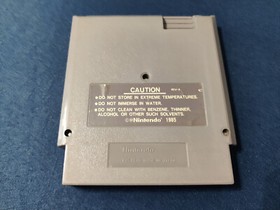 CAUTION
● DO NOT STORE IN EXTREME TEMPERATURES.
● DO NOT IMMERSE IN WATER.
● DO NOT CLEAN WITH BENZENE, THINNER,
ALCOHOL OR OTHER SUCH SOLVENTS.
©Nintendo 1985
Nintendo